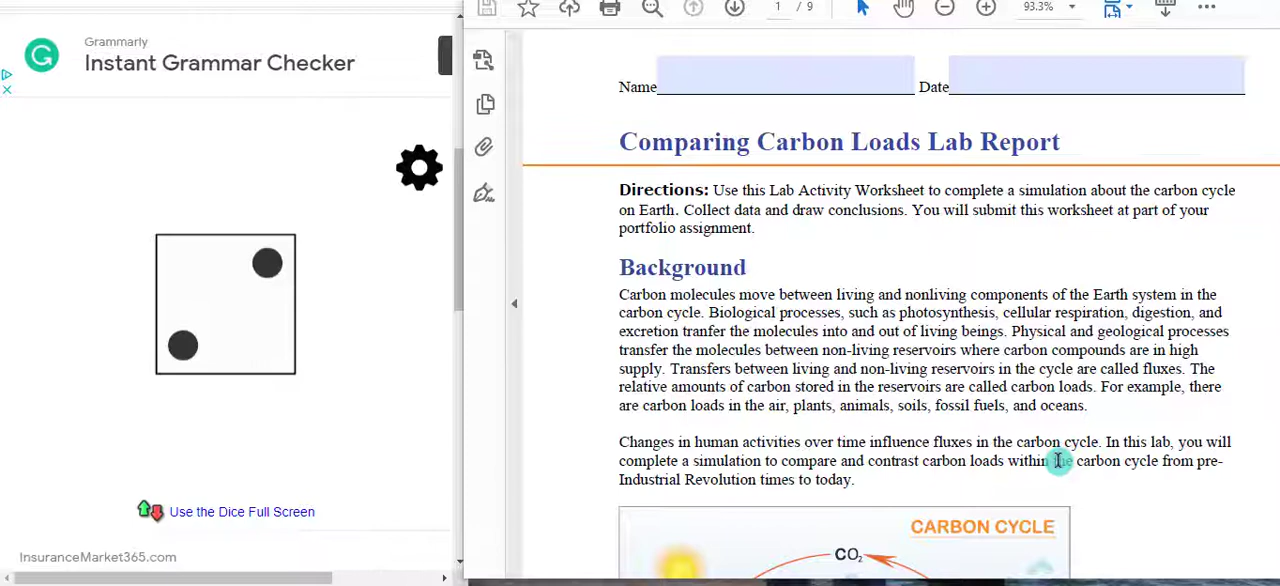 Grammarly
Instant Grammar Checker
Use the Dice Full Screen
InsuranceMarket365.com
1 / 9
93.3%
Name Date
Comparing Carbon Loads Lab Report
Directions: Use this Lab Activity Worksheet to complete a simulation about the carbon cycle
on Earth. Collect data and draw conclusions. You will submit this worksheet at part of your
portfolio assignment.
Background
Carbon molecules move between living and nonliving components of the Earth system in the
carbon cycle. Biological processes, such as photosynthesis, cellular respiration, digestion, and
excretion tranfer the molecules into and out of living beings. Physical and geological processes
transfer the molecules between non-living reservoirs where carbon compounds are in high
supply. Transfers between living and non-living reservoirs in the cycle are called fluxes. The
relative amounts of carbon stored in the reservoirs are called carbon loads. For example, there
are carbon loads in the air, plants, animals, soils, fossil fuels, and oceans.
Changes in human activities over time influence fluxes in the carbon cycle. In this lab, you will
complete a simulation to compare and contrast carbon loads within the carbon cycle from pre-
Industrial Revolution times to today.
CARBON CYCLE
CO₂